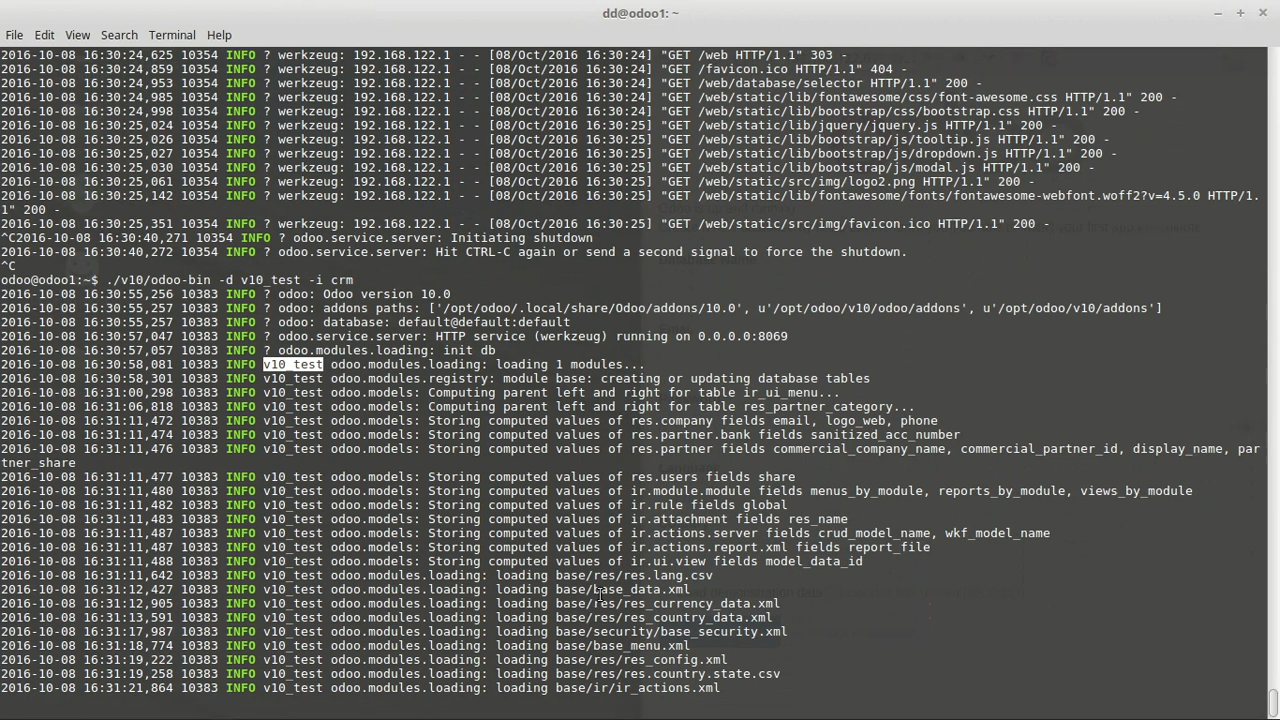 dd@odoo1: ~
File Edit View Search Terminal Help
2016-10-08 16:30:24,625 10354 INFO ? werkzeug: 192.168.122.1 - - [08/Oct/2016 16:30:24] "GET /web HTTP/1.1" 303 -
2016-10-08 16:30:24,859 10354 INFO ? werkzeug: 192.168.122.1 - - [08/Oct/2016 16:30:24] "GET /favicon.ico HTTP/1.1" 404 -
2016-10-08 16:30:24,953 10354 INFO ? werkzeug: 192.168.122.1 - - [08/Oct/2016 16:30:24] "GET /web/database/selector HTTP/1.1" 200 -
2016-10-08 16:30:24,985 10354 INFO ? werkzeug: 192.168.122.1 - - [08/Oct/2016 16:30:24] "GET /web/static/lib/fontawesome/css/font-awesome.css HTTP/1.1" 200 -
2016-10-08 16:30:24,998 10354 INFO ? werkzeug: 192.168.122.1 - - [08/Oct/2016 16:30:24] "GET /web/static/lib/bootstrap/css/bootstrap.css HTTP/1.1" 200 -
2016-10-08 16:30:25,024 10354 INFO ? werkzeug: 192.168.122.1 - - [08/Oct/2016 16:30:25] "GET /web/static/lib/jquery/jquery.js HTTP/1.1" 200 -
2016-10-08 16:30:25,026 10354 INFO ? werkzeug: 192.168.122.1 - - [08/Oct/2016 16:30:25] "GET /web/static/lib/bootstrap/js/tooltip.js HTTP/1.1" 200 -
2016-10-08 16:30:25,027 10354 INFO ? werkzeug: 192.168.122.1 - - [08/Oct/2016 16:30:25] "GET /web/static/lib/bootstrap/js/dropdown.js HTTP/1.1" 200 -
2016-10-08 16:30:25,030 10354 INFO ? werkzeug: 192.168.122.1 - - [08/Oct/2016 16:30:25] "GET /web/static/lib/bootstrap/js/modal.js HTTP/1.1" 200 -
2016-10-08 16:30:25,061 10354 INFO ? werkzeug: 192.168.122.1 - - [08/Oct/2016 16:30:25] "GET /web/static/src/img/logo2.png HTTP/1.1" 200 -
2016-10-08 16:30:25,142 10354 INFO ? werkzeug: 192.168.122.1 - - [08/Oct/2016 16:30:25] "GET /web/static/lib/fontawesome/fonts/fontawesome-webfont.woff2?v=4.5.0 HTTP/1.
1" 200 -
2016-10-08 16:30:25,351 10354 INFO ? werkzeug: 192.168.122.1 - - [08/Oct/2016 16:30:25] "GET /web/static/src/img/favicon.ico HTTP/1.1" 200 -
^C2016-10-08 16:30:40,271 10354 INFO ? odoo.service.server: Initiating shutdown
2016-10-08 16:30:40,272 10354 INFO ? odoo.service.server: Hit CTRL-C again or send a second signal to force the shutdown.
^C
odoo@odoo1:~$ ./v10/odoo-bin -d v10_test -i crm
2016-10-08 16:30:55,256 10383 INFO ? odoo: Odoo version 10.0
2016-10-08 16:30:55,257 10383 INFO ? odoo: addons paths: ['/opt/odoo/.local/share/Odoo/addons/10.0', u'/opt/odoo/v10/odoo/addons', u'/opt/odoo/v10/addons']
2016-10-08 16:30:55,257 10383 INFO ? odoo: database: default@default:default
2016-10-08 16:30:57,047 10383 INFO ? odoo.service.server: HTTP service (werkzeug) running on 0.0.0.0:8069
2016-10-08 16:30:57,057 10383 INFO ? odoo.modules.loading: init db
2016-10-08 16:30:58,081 10383 INFO v10_test odoo.modules.loading: loading 1 modules...
2016-10-08 16:30:58,301 10383 INFO v10_test odoo.modules.registry: module base: creating or updating database tables
2016-10-08 16:31:00,298 10383 INFO v10_test odoo.models: Computing parent left and right for table ir_ui_menu...
2016-10-08 16:31:06,818 10383 INFO v10_test odoo.models: Computing parent left and right for table res_partner_category...
2016-10-08 16:31:11,472 10383 INFO v10_test odoo.models: Storing computed values of res.company fields email, logo_web, phone
2016-10-08 16:31:11,474 10383 INFO v10_test odoo.models: Storing computed values of res.partner.bank fields sanitized_acc_number
2016-10-08 16:31:11,476 10383 INFO v10_test odoo.models: Storing computed values of res.partner fields commercial_company_name, commercial_partner_id, display_name, par
tner_share
2016-10-08 16:31:11,477 10383 INFO v10_test odoo.models: Storing computed values of res.users fields share
2016-10-08 16:31:11,480 10383 INFO v10_test odoo.models: Storing computed values of ir.module.module fields menus_by_module, reports_by_module, views_by_module
2016-10-08 16:31:11,482 10383 INFO v10_test odoo.models: Storing computed values of ir.rule fields global
2016-10-08 16:31:11,483 10383 INFO v10_test odoo.models: Storing computed values of ir.attachment fields res_name
2016-10-08 16:31:11,487 10383 INFO v10_test odoo.models: Storing computed values of ir.actions.server fields crud_model_name, wkf_model_name
2016-10-08 16:31:11,487 10383 INFO v10_test odoo.models: Storing computed values of ir.actions.report.xml fields report_file
2016-10-08 16:31:11,488 10383 INFO v10_test odoo.models: Storing computed values of ir.ui.view fields model_data_id
2016-10-08 16:31:11,642 10383 INFO v10_test odoo.modules.loading: loading base/res/res.lang.csv
2016-10-08 16:31:12,427 10383 INFO v10_test odoo.modules.loading: loading base/base_data.xml
2016-10-08 16:31:12,905 10383 INFO v10_test odoo.modules.loading: loading base/res/res_currency_data.xml
2016-10-08 16:31:13,591 10383 INFO v10_test odoo.modules.loading: loading base/res/res_country_data.xml
2016-10-08 16:31:17,987 10383 INFO v10_test odoo.modules.loading: loading base/security/base_security.xml
2016-10-08 16:31:18,774 10383 INFO v10_test odoo.modules.loading: loading base/base_menu.xml
2016-10-08 16:31:19,222 10383 INFO v10_test odoo.modules.loading: loading base/res/res_config.xml
2016-10-08 16:31:19,258 10383 INFO v10_test odoo.modules.loading: loading base/res/res.country.state.csv
2016-10-08 16:31:21,864 10383 INFO v10_test odoo.modules.loading: loading base/ir/ir_actions.xml